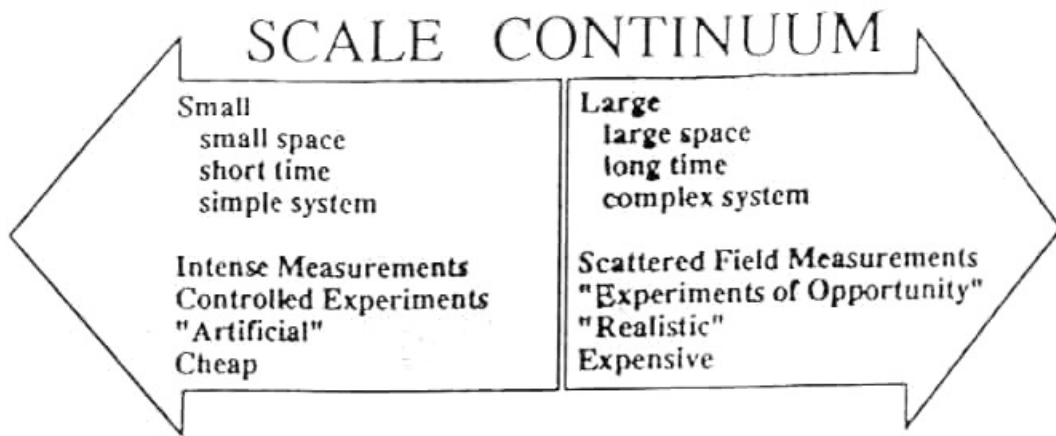 SCALE CONTINUUM
Small
small space
short time
simple system
Intense Measurements
Controlled Experiments
"Artificial"
Cheap
Large
large space
long time
complex system
Scattered Field Measurements
"Experiments of Opportunity"
"Realistic"
Expensive